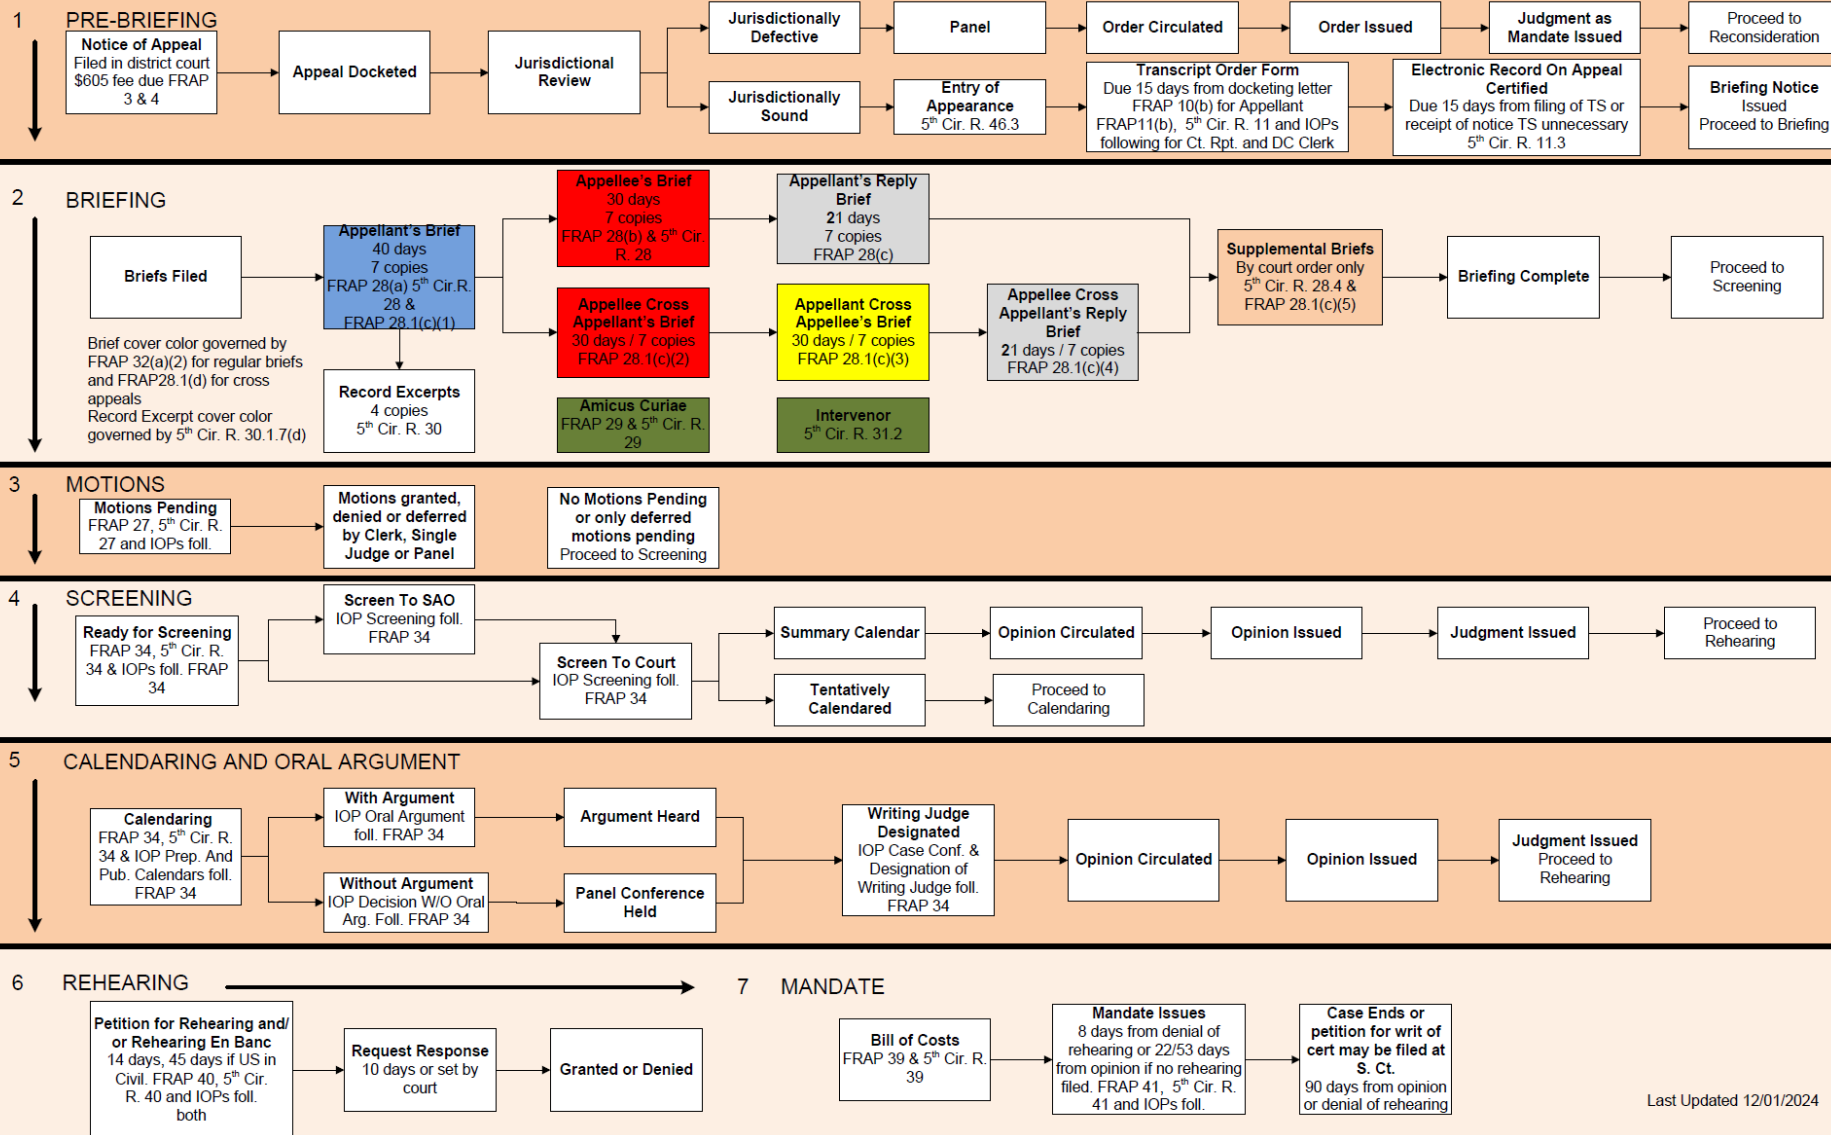 1 PRE-BRIEFING
Notice of Appeal
Filed in district court
$605 fee due FRAP
3 & 4
Appeal Docketed
Jurisdictional
Review
Jurisdictionally
Defective
Panel
Order Circulated
Order Issued
Judgment as
Mandate Issued
Proceed to
Reconsideration
Jurisdictionally
Sound
Entry of
Appearance
5th Cir. R. 46.3
Transcript Order Form
Due 15 days from docketing letter
FRAP 10(b) for Appellant
FRAP11(b), 5th Cir. R. 11 and IOPs
following for Ct. Rpt. and DC Clerk
Electronic Record On Appeal
Certified
Due 15 days from filing of TS or
receipt of notice TS unnecessary
5th Cir. R. 11.3
Briefing Notice
Issued
Proceed to Briefing
2 BRIEFING
Briefs Filed
Appellant's Brief
40 days
7 copies
FRAP 28(a) 5th Cir.R.
28 &
FRAP 28.1(c)(1)
Appellee's Brief
30 days
7 copies
FRAP 28(b) & 5th Cir.
R. 28
Appellant's Reply
Brief
21 days
7 copies
FRAP 28(c)
Appellee Cross
Appellant's Brief
30 days / 7 copies
FRAP 28.1(c)(2)
Appellant Cross
Appellee's Brief
30 days / 7 copies
FRAP 28.1(c)(3)
Appellee Cross
Appellant's Reply
Brief
21 days / 7 copies
FRAP 28.1(c)(4)
Supplemental Briefs
By court order only
5th Cir. R. 28.4 &
FRAP 28.1(c)(5)
Briefing Complete
Proceed to
Screening
Brief cover color governed by
FRAP 32(a)(2) for regular briefs
and FRAP28.1(d) for cross
appeals
Record Excerpt cover color
governed by 5th Cir. R. 30.1.7(d)
Record Excerpts
4 copies
5th Cir. R. 30
Amicus Curiae
FRAP 29 & 5th Cir. R.
29
Intervenor
5th Cir. R. 31.2
3 MOTIONS
Motions Pending
FRAP 27, 5th Cir. R.
27 and IOPs foll.
Motions granted,
denied or deferred
by Clerk, Single
Judge or Panel
No Motions Pending
or only deferred
motions pending
Proceed to Screening
4 SCREENING
Ready for Screening
FRAP 34, 5th Cir. R.
34 & IOPs foll. FRAP
34
Screen To SAO
IOP Screening foll.
FRAP 34
Screen To Court
IOP Screening foll.
FRAP 34
Summary Calendar
Opinion Circulated
Opinion Issued
Judgment Issued
Proceed to
Rehearing
Tentatively
Calendared
Proceed to
Calendaring
5 CALENDARING AND ORAL ARGUMENT
Calendaring
FRAP 34, 5th Cir. R.
34 & IOP Prep. And
Pub. Calendars foll.
FRAP 34
With Argument
IOP Oral Argument
foll. FRAP 34
Argument Heard
Without Argument
IOP Decision W/O Oral
Arg. Foll. FRAP 34
Panel Conference
Held
Writing Judge
Designated
IOP Case Conf. &
Designation of
Writing Judge foll.
FRAP 34
Opinion Circulated
Opinion Issued
Judgment Issued
Proceed to
Rehearing
6 REHEARING
Petition for Rehearing and/
or Rehearing En Banc
14 days, 45 days if US in
Civil. FRAP 40, 5th Cir.
R. 40 and IOPs foll.
both
Request Response
10 days or set by
court
Granted or Denied
7 MANDATE
Bill of Costs
FRAP 39 & 5th Cir. R.
39
Mandate Issues
8 days from denial of
rehearing or 22/53 days
from opinion if no rehearing
filed. FRAP 41, 5th Cir. R.
41 and IOPs foll.
Case Ends or
petition for writ of
cert may be filed at
S. Ct.
90 days from opinion
or denial of rehearing
Last Updated 12/01/2024